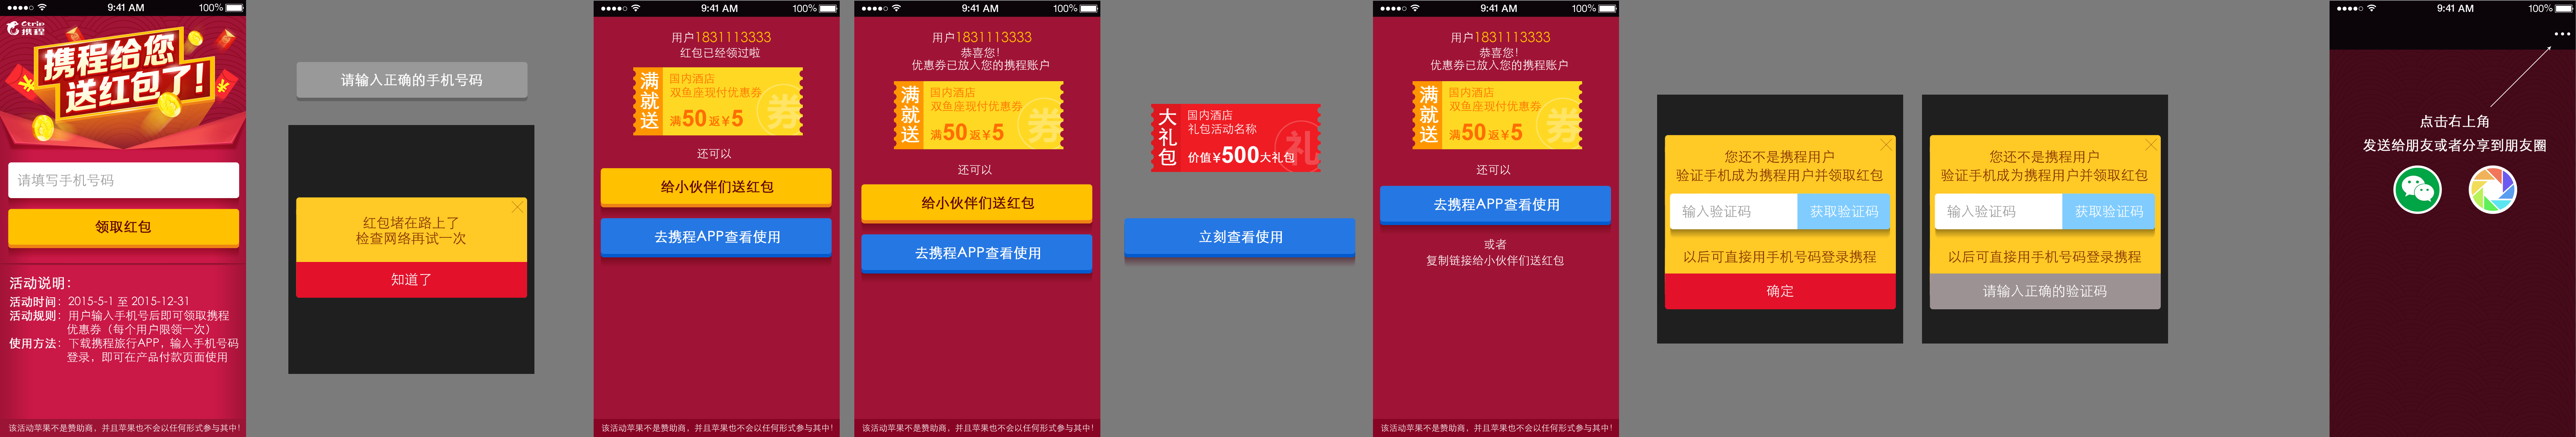 9:41 AM
100%
Ctrip
携程
携程给您
送红包了!
请填写手机号码
领取红包
活动说明:
活动时间: 2015-5-1 至 2015-12-31
活动规则: 用户输入手机号后即可领取携程
优惠券 (每个用户限领一次)
使用方法: 下载携程旅行APP, 输入手机号码
登录, 即可在产品付款页面使用
该活动苹果不是赞助商, 并且苹果也不会以任何形式参与其中!
请输入正确的手机号码
红包堵在路上了
检查网络再试一次
知道了
9:41 AM
100%
用户1831113333
红包已经领过啦
满就送
国内酒店
双鱼座现付优惠券
满50返¥5
券
还可以
给小伙伴们送红包
去携程APP查看使用
该活动苹果不是赞助商, 并且苹果也不会以任何形式参与其中!
9:41 AM
100%
用户1831113333
恭喜您!
优惠券已放入您的携程账户
满就送
国内酒店
双鱼座现付优惠券
满50返¥5
券
还可以
给小伙伴们送红包
去携程APP查看使用
该活动苹果不是赞助商, 并且苹果也不会以任何形式参与其中!
大礼包
国内酒店
礼包活动名称
价值¥500大礼包
礼
立刻查看使用
9:41 AM
100%
用户1831113333
恭喜您!
优惠券已放入您的携程账户
满就送
国内酒店
双鱼座现付优惠券
满50返¥5
券
还可以
去携程APP查看使用
或者
复制链接给小伙伴们送红包
该活动苹果不是赞助商, 并且苹果也不会以任何形式参与其中!
您还不是携程用户
验证手机成为携程用户并领取红包
输入验证码
获取验证码
以后可直接用手机号码登录携程
确定
您还不是携程用户
验证手机成为携程用户并领取红包
输入验证码
获取验证码
以后可直接用手机号码登录携程
请输入正确的验证码
9:41 AM
100%
点击右上角
发送给朋友或者分享到朋友圈